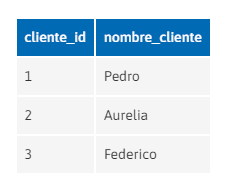 cliente_id nombre_cliente
1 Pedro
2 Aurelia
3 Federico